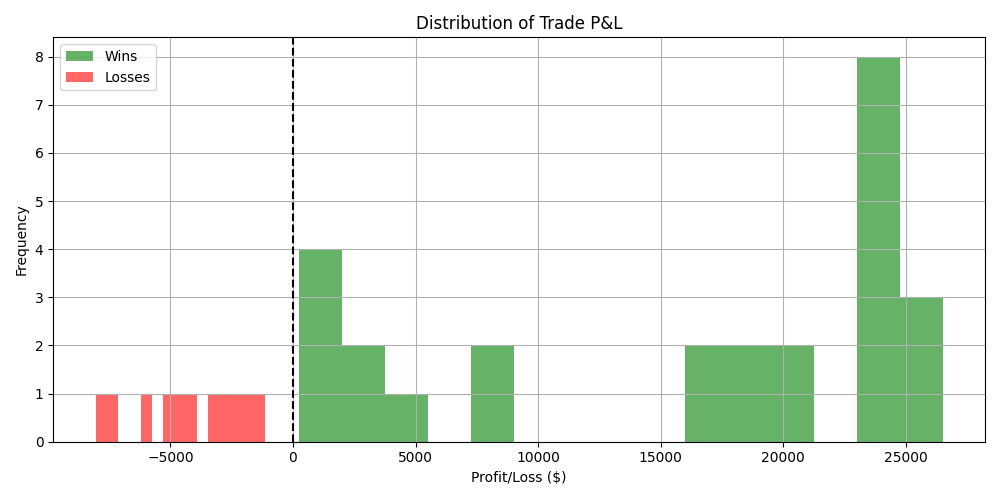 Distribution of Trade P&L
Wins
Losses
8
7
6
5
4
3
2
1
0
Frequency
−5000 0 5000 10000 15000 20000 25000
Profit/Loss ($)